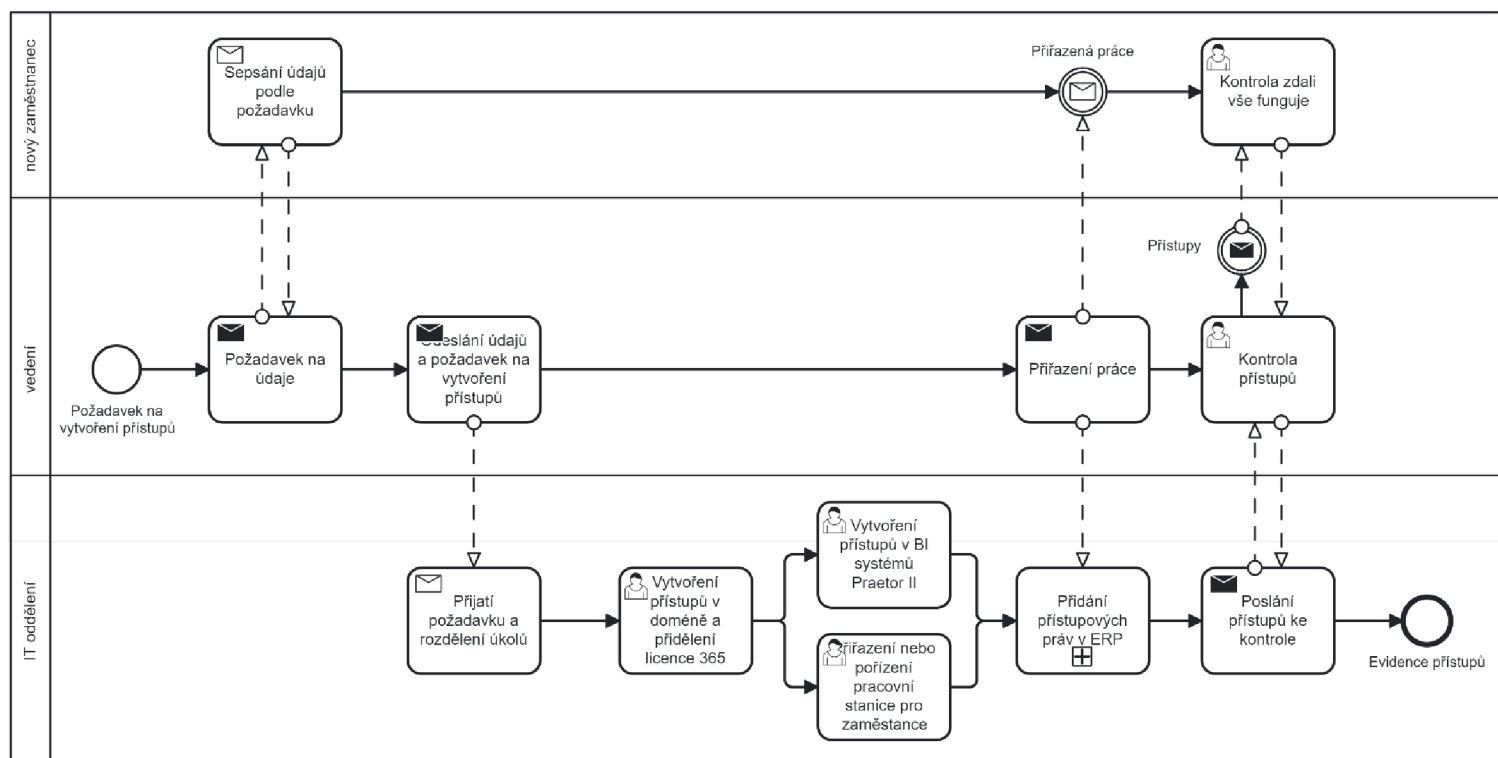 nový zaměstnanec
Sepsání údajů
podle
požadavku
Přiřazená práce
Kontrola zdali
vše funguje
vedení
Požadavek na
vytvoření přístupů
Požadavek na
údaje
Odeslání údajů
a požadavek na
vytvoření
přístupů
Přiřazení práce
Přístupy
Kontrola
přístupů
IT oddělení
Přijatí
požadavku a
rozdělení úkolů
Vytvoření
přístupů v
doméně a
přidělení
licence 365
Vytvoření
přístupů v BI
systémů
Praetor II
Přiřazení nebo
pořízení
pracovní
stanice pro
zaměstance
Přidání
přístupových
práv v ERP
Poslání
přístupů ke
kontrole
Evidence přístupů